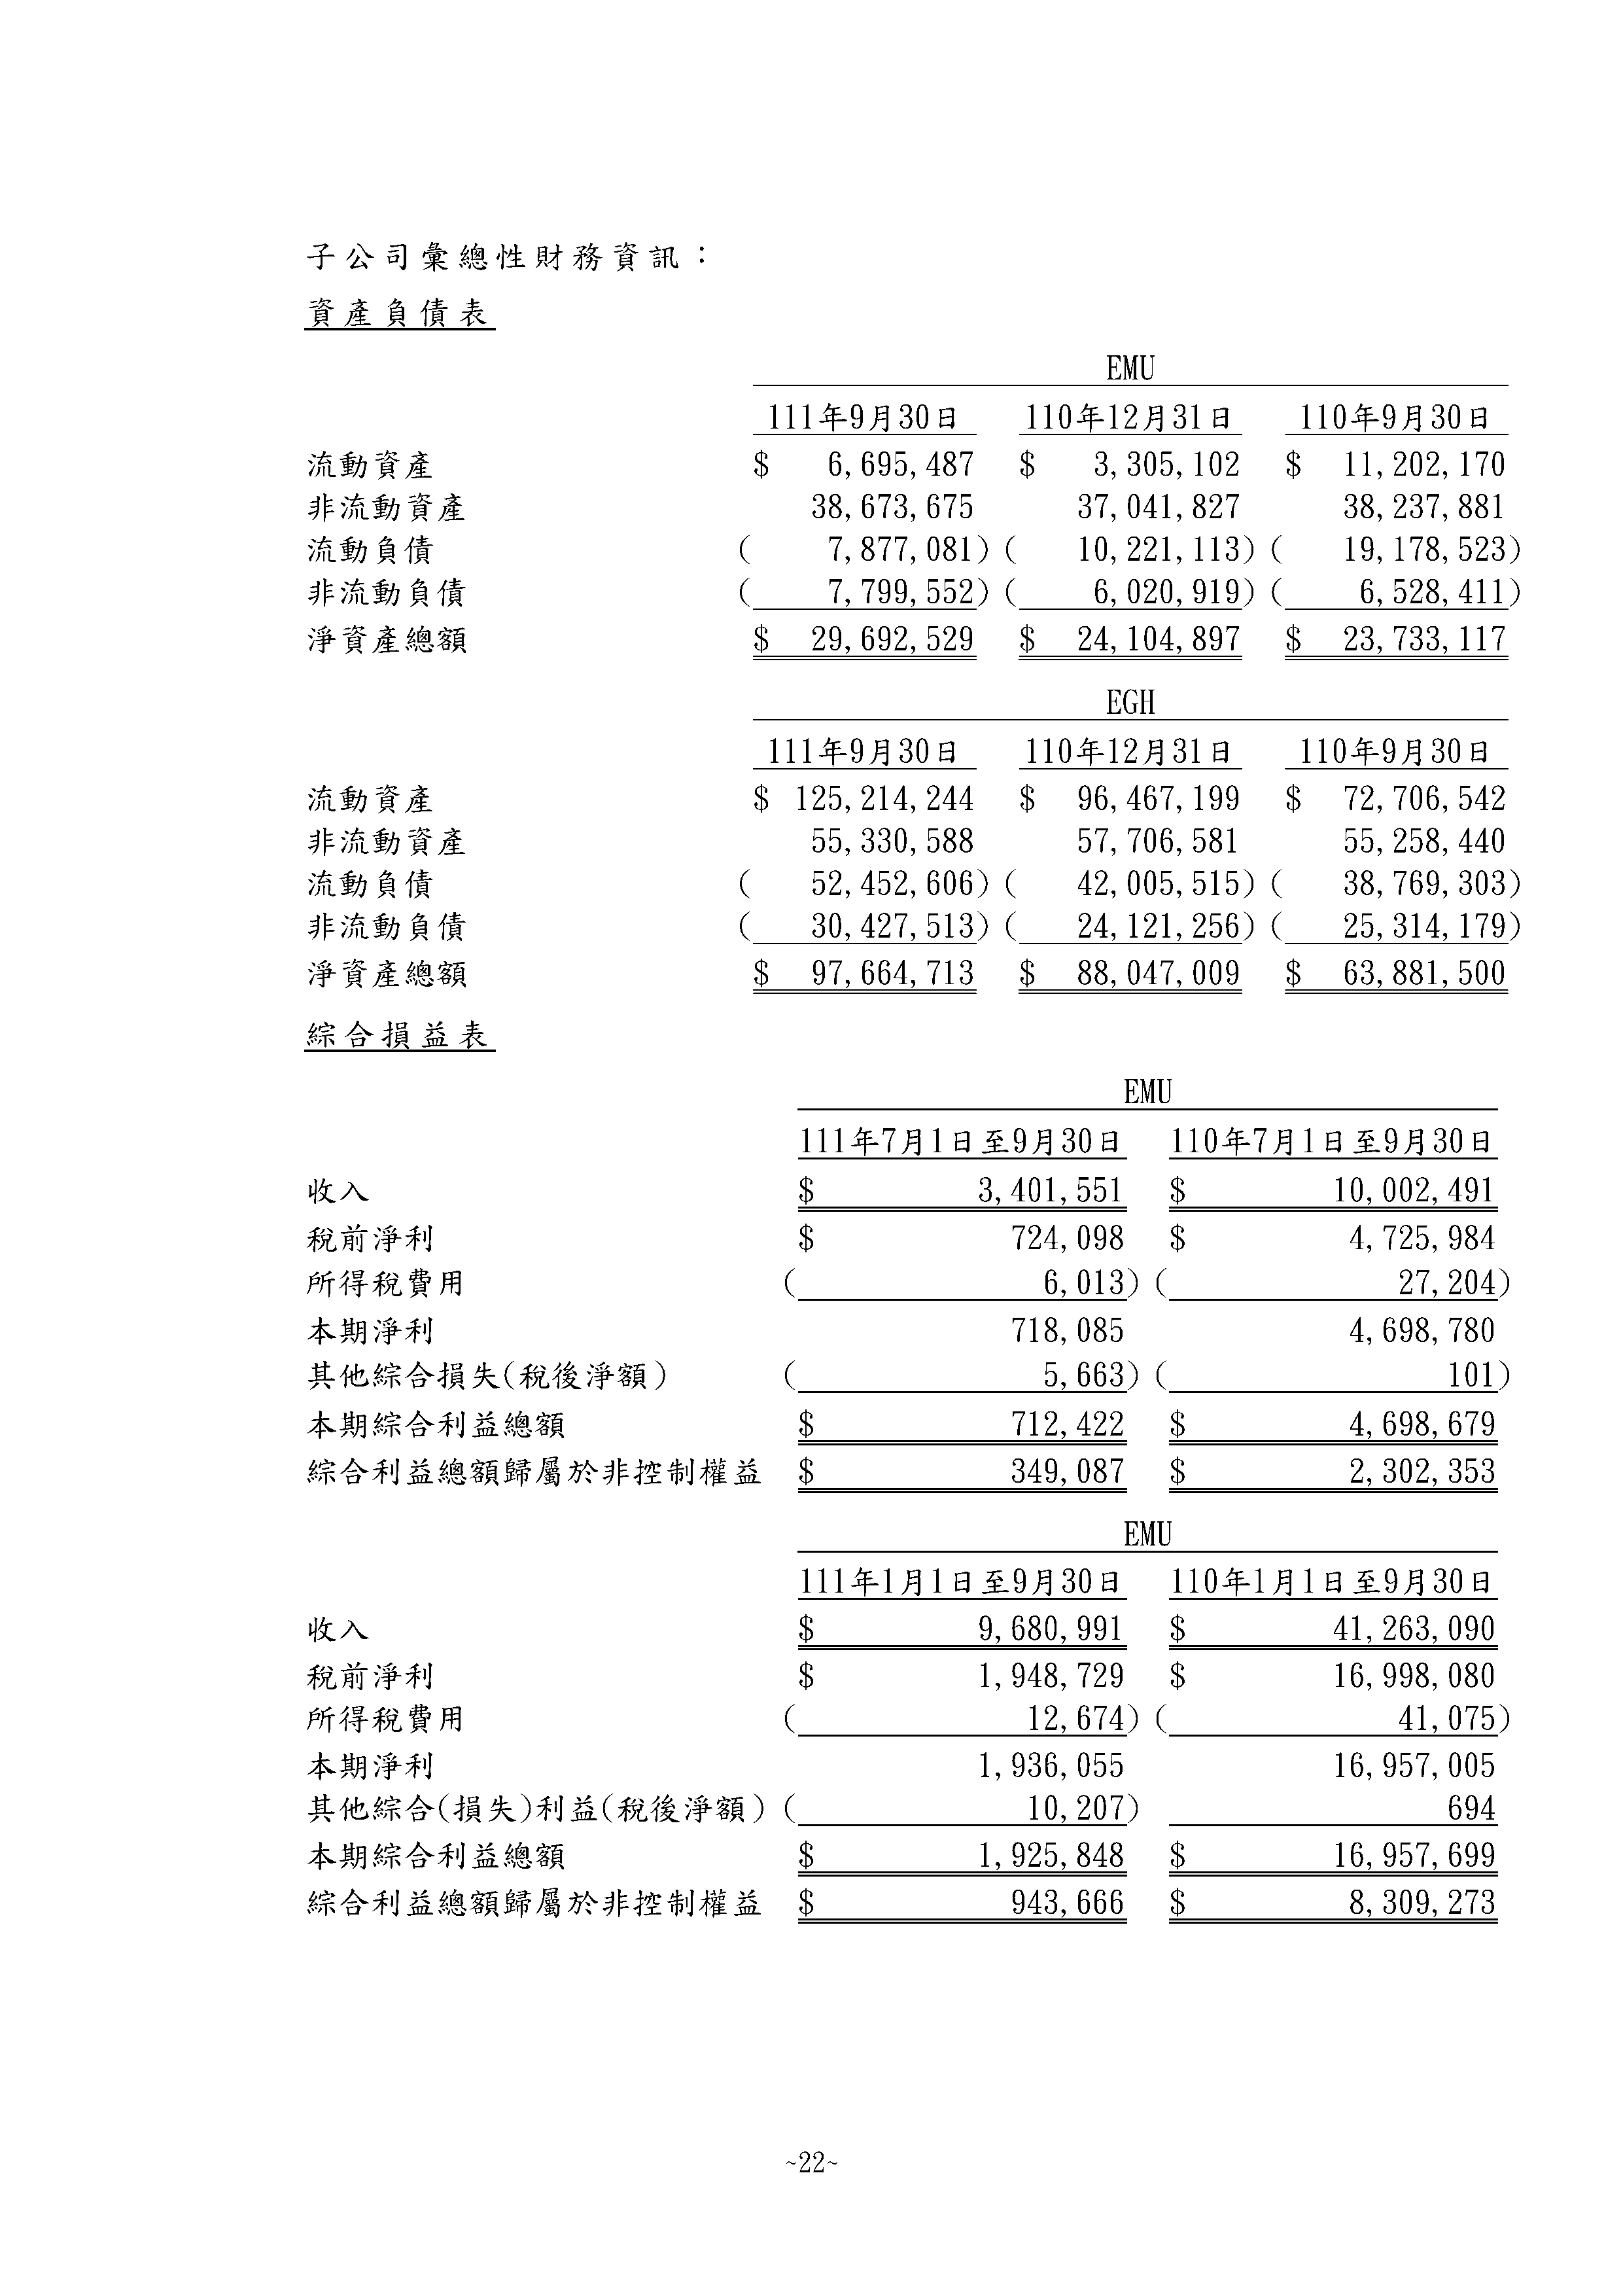 子公司彙總性財務資訊：
資產負債表
EMU
111年9月30日 110年12月31日 110年9月30日
流動資產 $ 6,695,487 $ 3,305,102 $ 11,202,170
非流動資產 38,673,675 37,041,827 38,237,881
流動負債 ( 7,877,081) ( 10,221,113) ( 19,178,523)
非流動負債 ( 7,799,552) ( 6,020,919) ( 6,528,411)
淨資產總額 $ 29,692,529 $ 24,104,897 $ 23,733,117
EGH
111年9月30日 110年12月31日 110年9月30日
流動資產 $ 125,214,244 $ 96,467,199 $ 72,706,542
非流動資產 55,330,588 57,706,581 55,258,440
流動負債 ( 52,452,606) ( 42,005,515) ( 38,769,303)
非流動負債 ( 30,427,513) ( 24,121,256) ( 25,314,179)
淨資產總額 $ 97,664,713 $ 88,047,009 $ 63,881,500
綜合損益表
EMU
111年7月1日至9月30日 110年7月1日至9月30日
收入 $ 3,401,551 $ 10,002,491
稅前淨利 $ 724,098 $ 4,725,984
所得稅費用 ( 6,013) ( 27,204)
本期淨利 718,085 4,698,780
其他綜合損失(稅後淨額) ( 5,663) ( 101)
本期綜合利益總額 $ 712,422 $ 4,698,679
綜合利益總額歸屬於非控制權益 $ 349,087 $ 2,302,353
EMU
111年1月1日至9月30日 110年1月1日至9月30日
收入 $ 9,680,991 $ 41,263,090
稅前淨利 $ 1,948,729 $ 16,998,080
所得稅費用 ( 12,674) ( 41,075)
本期淨利 1,936,055 16,957,005
其他綜合(損失)利益(稅後淨額) ( 10,207) 694
本期綜合利益總額 $ 1,925,848 $ 16,957,699
綜合利益總額歸屬於非控制權益 $ 943,666 $ 8,309,273
~22~